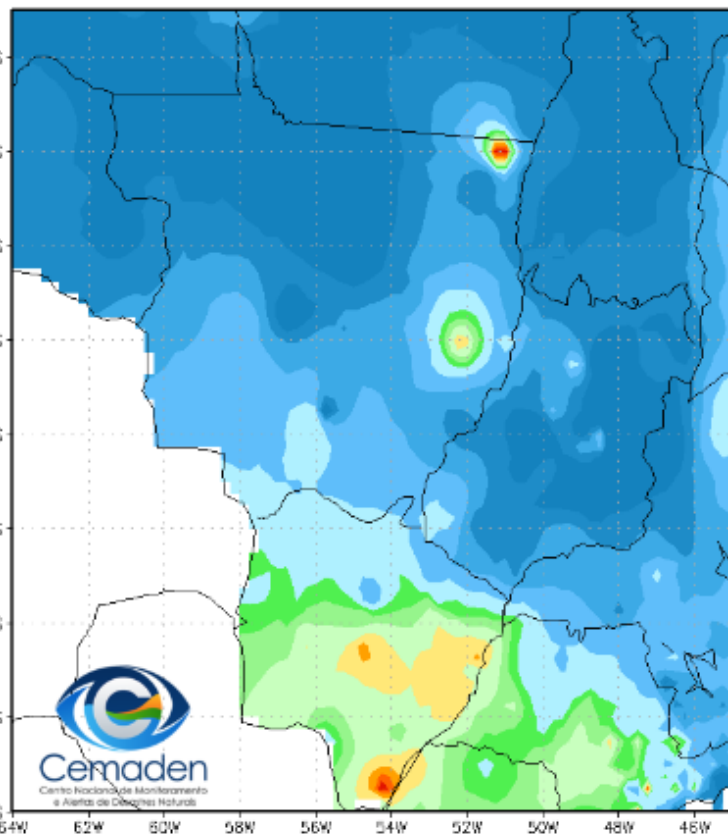 Cemaden
Centro Nacional de Monitoramento
e Alertas de Desastres Naturais
64W 62W 60W 58W 56W 54W 52W 50W 48W 46W